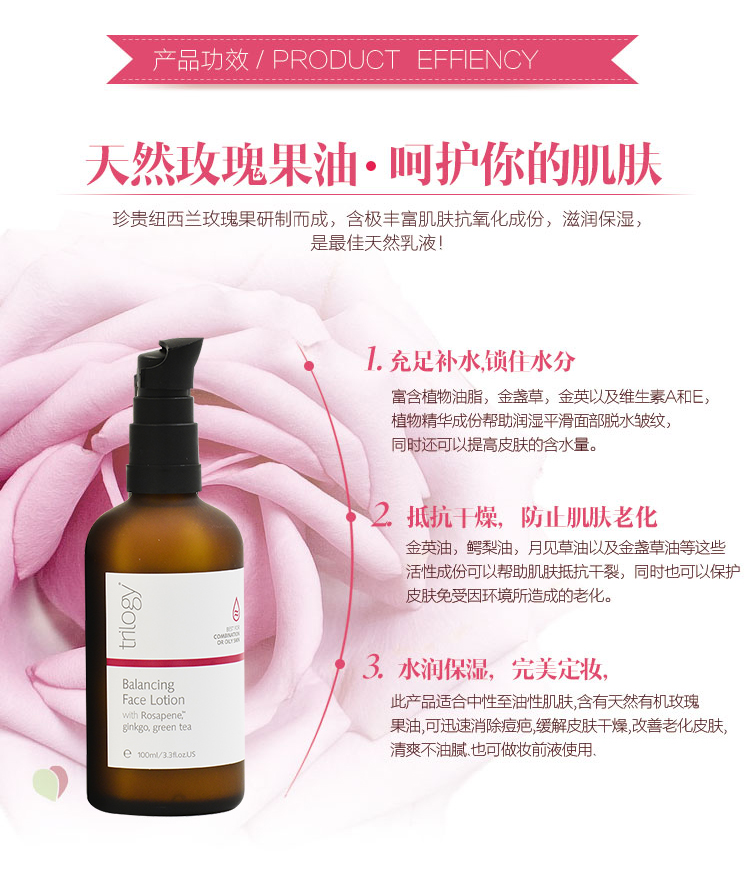 产品功效 / PRODUCT EFFIENCY
天然玫瑰果油·呵护你的肌肤
珍贵纽西兰玫瑰果研制而成，含极丰富肌肤抗氧化成份，滋润保湿，
是最佳天然乳液！
1. 充足补水,锁住水分
富含植物油脂，金盏草，金英以及维生素A和E，
植物精华成份帮助润湿平滑面部脱水皱纹，
同时还可以提高皮肤的含水量。
2. 抵抗干燥，防止肌肤老化
金英油，鳄梨油，月见草油以及金盏草油等这些
活性成份可以帮助肌肤抵抗干裂，同时也可以保护
皮肤免受因环境所造成的老化。
3. 水润保湿，完美定妆，
此产品适合中性至油性肌肤,含有天然有机玫瑰
果油,可迅速消除痘疤,缓解皮肤干燥,改善老化皮肤,
清爽不油腻.也可做妆前液使用.
trilogy
BEST FOR
COMBINATION
OR OILY SKIN
Balancing
Face Lotion
with Rosapene,™
ginkgo, green tea
e 100ml/3.3fl.oz.US